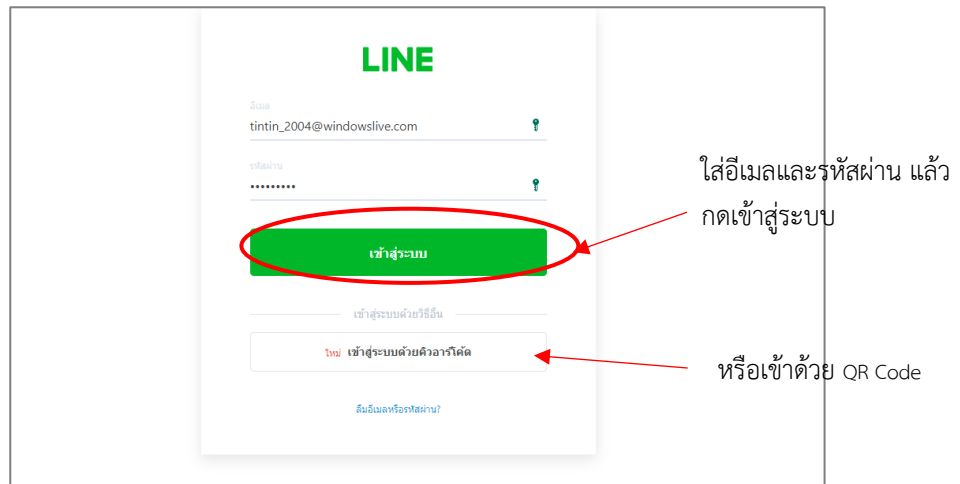 LINE
อีเมล
tintin_2004@windowslive.com
รหัสผ่าน
•••••••••
ใส่อีเมลและรหัสผ่าน แล้ว
กดเข้าสู่ระบบ
เข้าสู่ระบบ
เข้าสู่ระบบด้วยวิธีอื่น
ใหม่ เข้าสู่ระบบด้วยคิวอาร์โค้ด
หรือเข้าด้วย QR Code
ลืมอีเมลหรือรหัสผ่าน?